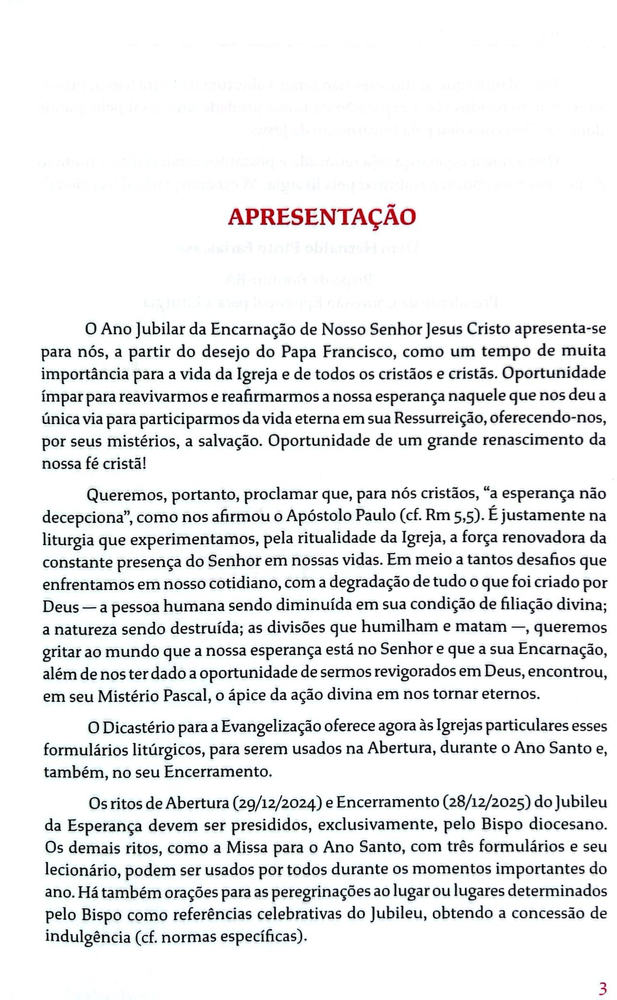 APRESENTAÇÃO
O Ano Jubilar da Encarnação de Nosso Senhor Jesus Cristo apresenta-se
para nós, a partir do desejo do Papa Francisco, como um tempo de muita
importância para a vida da Igreja e de todos os cristãos e cristãs. Oportunidade
ímpar para reavivarmos e reafirmarmos a nossa esperança naquele que nos deu a
única via para participarmos da vida eterna em sua Ressurreição, oferecendo-nos,
por seus mistérios, a salvação. Oportunidade de um grande renascimento da
nossa fé cristã!
Queremos, portanto, proclamar que, para nós cristãos, “a esperança não
decepciona”, como nos afirmou o Apóstolo Paulo (cf. Rm 5,5). É justamente na
liturgia que experimentamos, pela ritualidade da Igreja, a força renovadora da
constante presença do Senhor em nossas vidas. Em meio a tantos desafios que
enfrentamos em nosso cotidiano, com a degradação de tudo o que foi criado por
Deus — a pessoa humana sendo diminuída em sua condição de filiação divina;
a natureza sendo destruída; as divisões que humilham e matam —, queremos
gritar ao mundo que a nossa esperança está no Senhor e que a sua Encarnação,
além de nos ter dado a oportunidade de sermos revigorados em Deus, encontrou,
em seu Mistério Pascal, o ápice da ação divina em nos tornar eternos.
O Dicastério para a Evangelização oferece agora às Igrejas particulares esses
formulários litúrgicos, para serem usados na Abertura, durante o Ano Santo e,
também, no seu Encerramento.
Os ritos de Abertura (29/12/2024) e Encerramento (28/12/2025) do Jubileu
da Esperança devem ser presididos, exclusivamente, pelo Bispo diocesano.
Os demais ritos, como a Missa para o Ano Santo, com três formulários e seu
lecionário, podem ser usados por todos durante os momentos importantes do
ano. Há também orações para as peregrinações ao lugar ou lugares determinados
pelo Bispo como referências celebrativas do Jubileu, obtendo a concessão de
indulgência (cf. normas específicas).
3